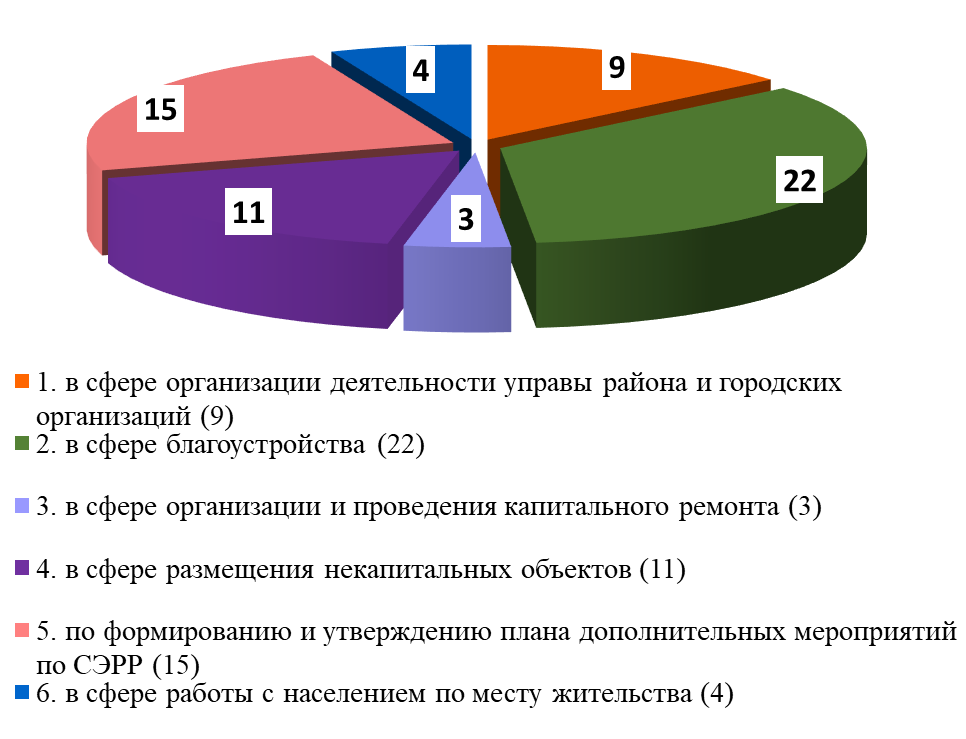 4
9
15
22
11
3
1. в сфере организации деятельности управы района и городских
организаций (9)
2. в сфере благоустройства (22)
3. в сфере организации и проведения капитального ремонта (3)
4. в сфере размещения некапитальных объектов (11)
5. по формированию и утверждению плана дополнительных мероприятий
по СЭРР (15)
6. в сфере работы с населением по месту жительства (4)